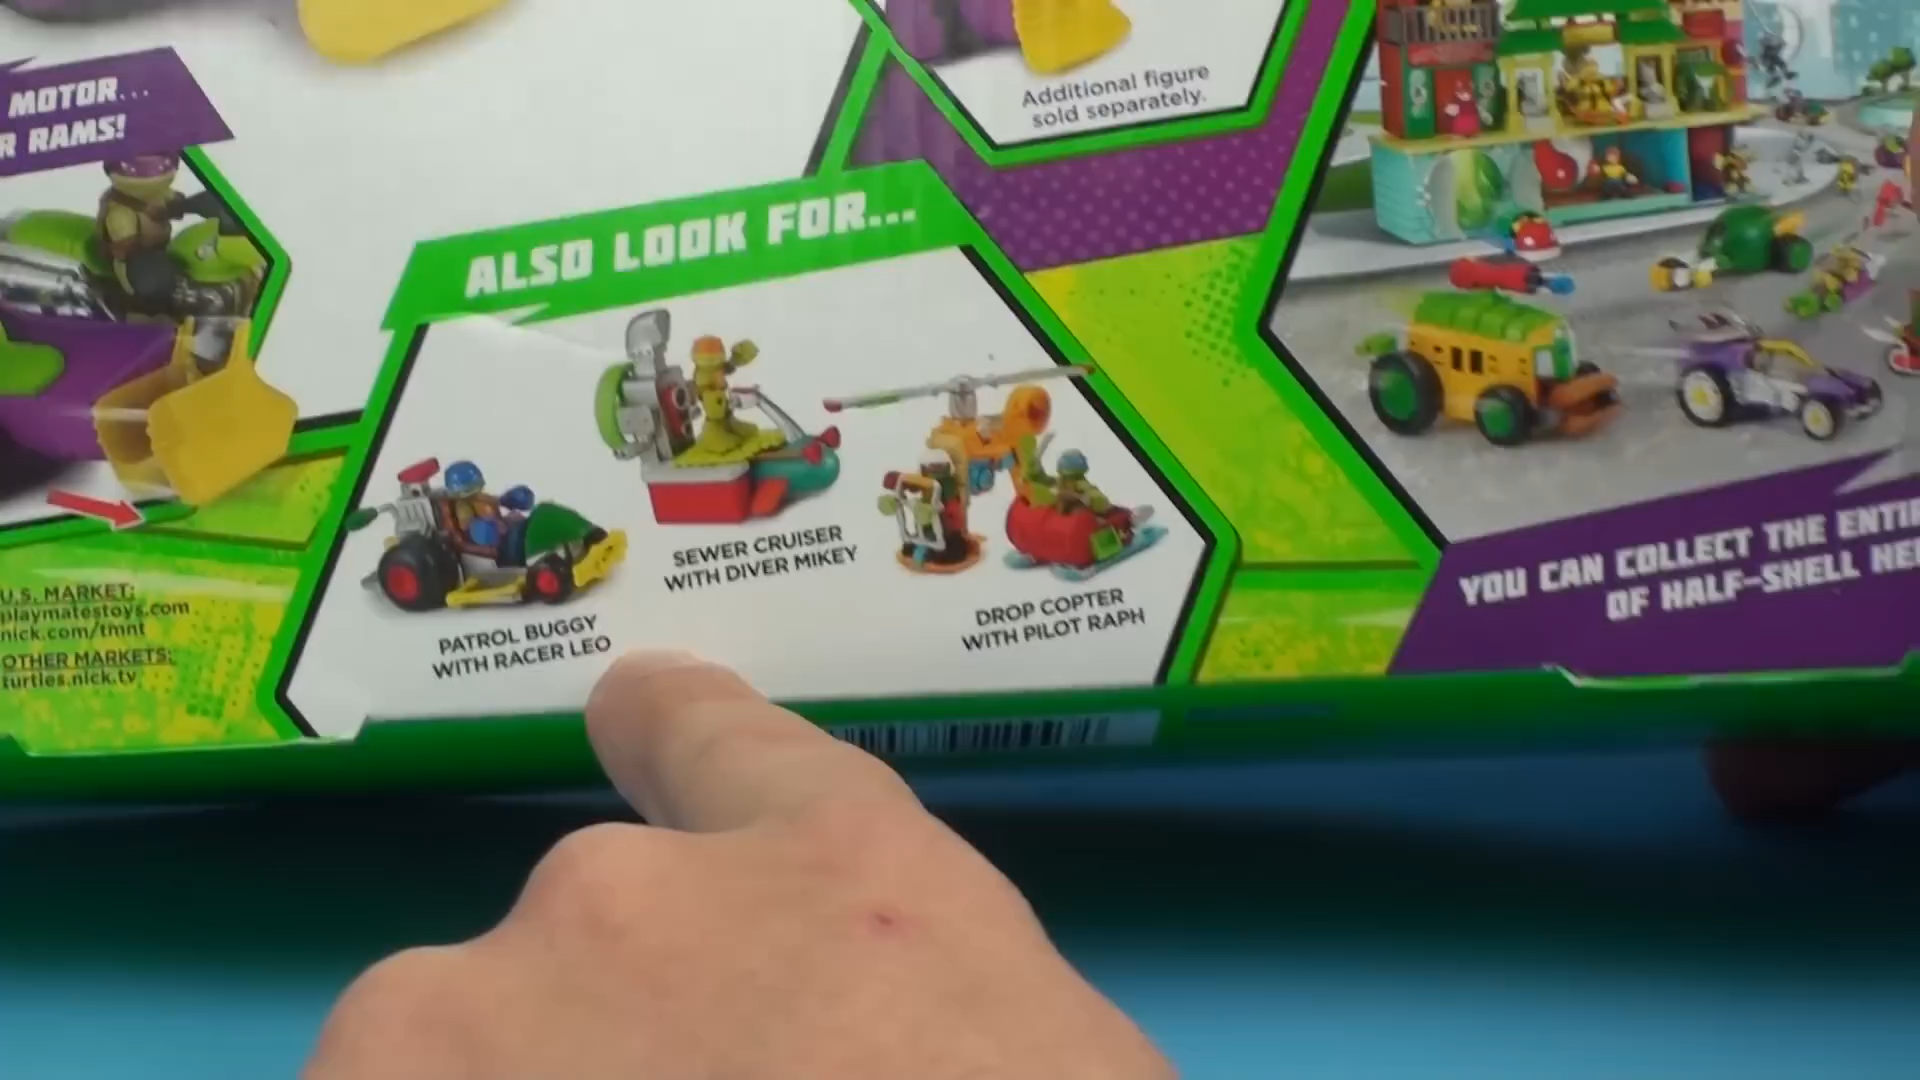 MOTOR...
RAMS!
Additional figure
sold separately.
ALSO LOOK FOR...
SEWER CRUISER
WITH DIVER MIKEY
PATROL BUGGY
WITH RACER LEO
DROP COPTER
WITH PILOT RAPH
U.S. MARKET:
playmatestoys.com
nick.com/tmnt
OTHER MARKETS:
turtles.nick.tv
YOU CAN COLLECT THE
OF HALF-SHELL